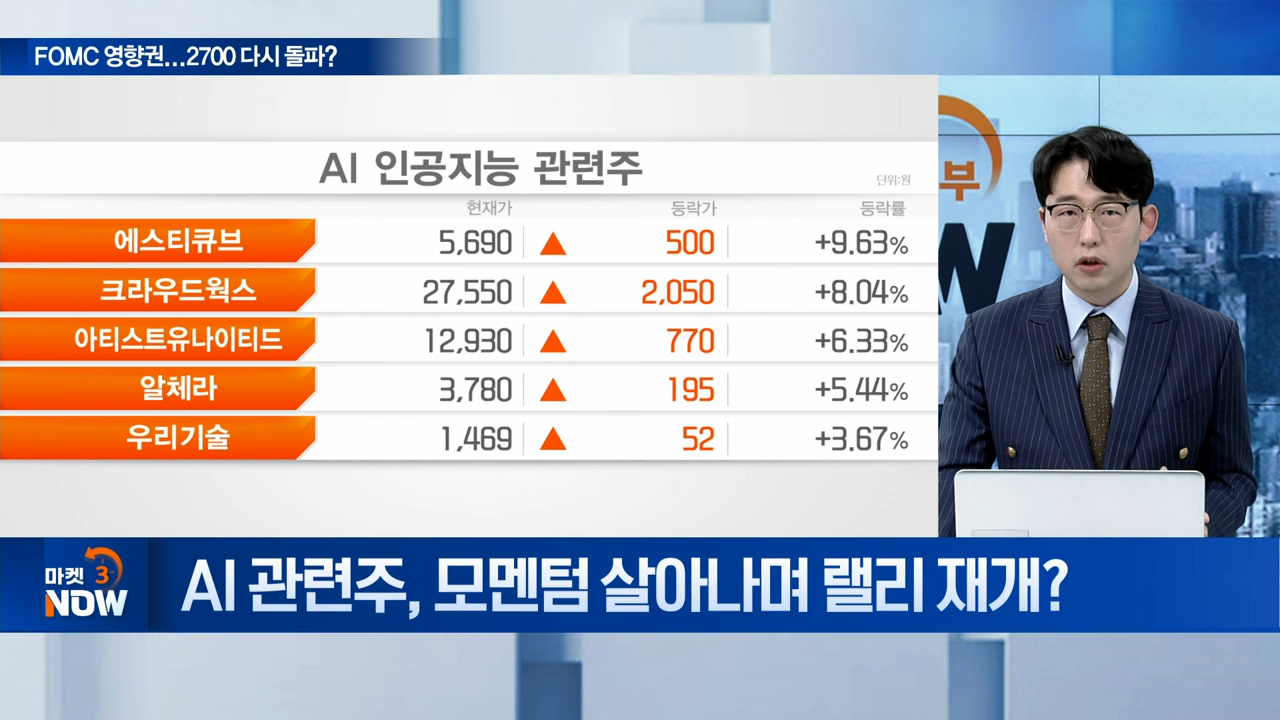 FOMC 영향권...2700 다시 돌파?
AI 인공지능 관련주
단위:원
현재가 등락가 등락률
에스티큐브 5,690 ▲ 500 +9.63%
크라우드웍스 27,550 ▲ 2,050 +8.04%
아티스트유나이티드 12,930 ▲ 770 +6.33%
알체라 3,780 ▲ 195 +5.44%
우리기술 1,469 ▲ 52 +3.67%
부
W
마켓 3
NOW
AI 관련주, 모멘텀 살아나며 랠리 재개?